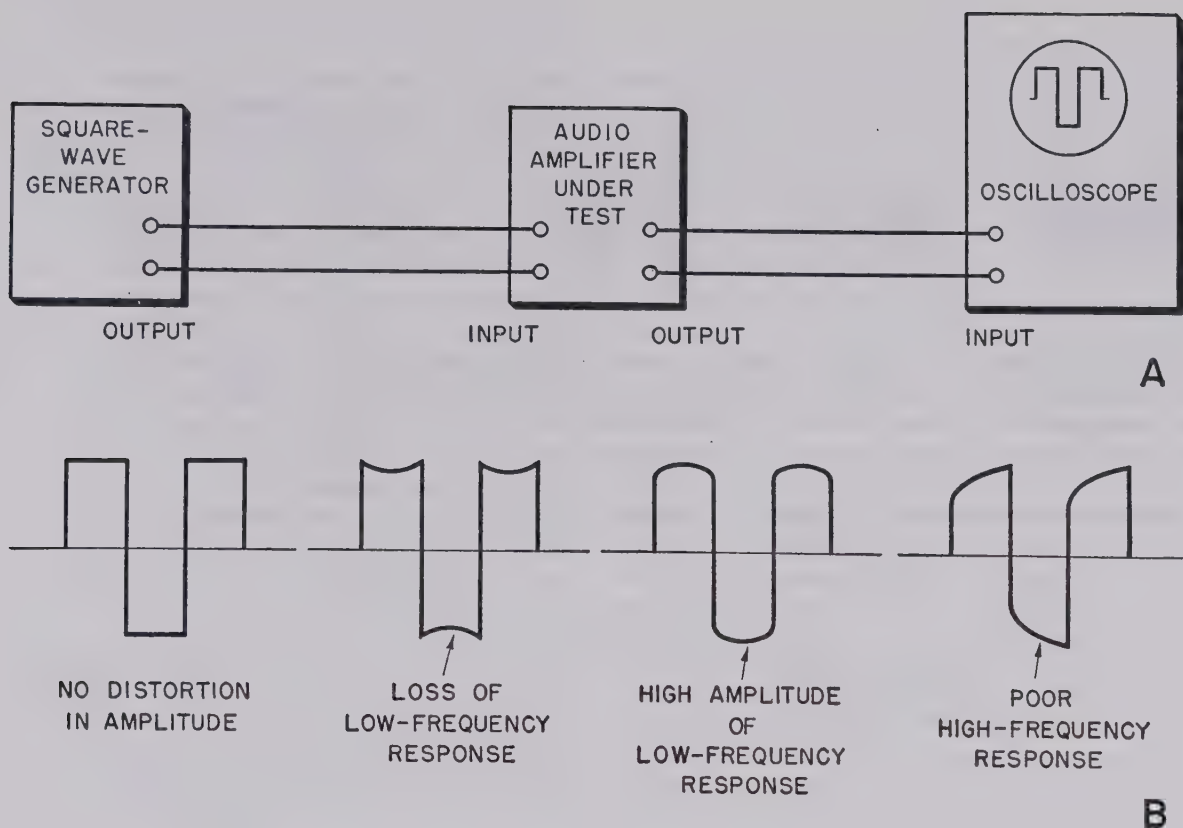 SQUARE-
WAVE
GENERATOR
OUTPUT
AUDIO
AMPLIFIER
UNDER
TEST
INPUT
OUTPUT
OSCILLOSCOPE
INPUT
A
NO DISTORTION
IN AMPLITUDE
LOSS OF
LOW-FREQUENCY
RESPONSE
HIGH AMPLITUDE
OF
LOW-FREQUENCY
RESPONSE
POOR
HIGH-FREQUENCY
RESPONSE
B